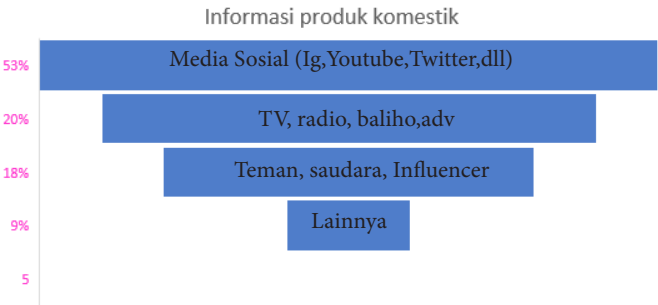 Informasi produk komestik
53% Media Sosial (Ig,Youtube,Twitter,dll)
20% TV, radio, baliho,adv
18% Teman, saudara, Influencer
9% Lainnya
5